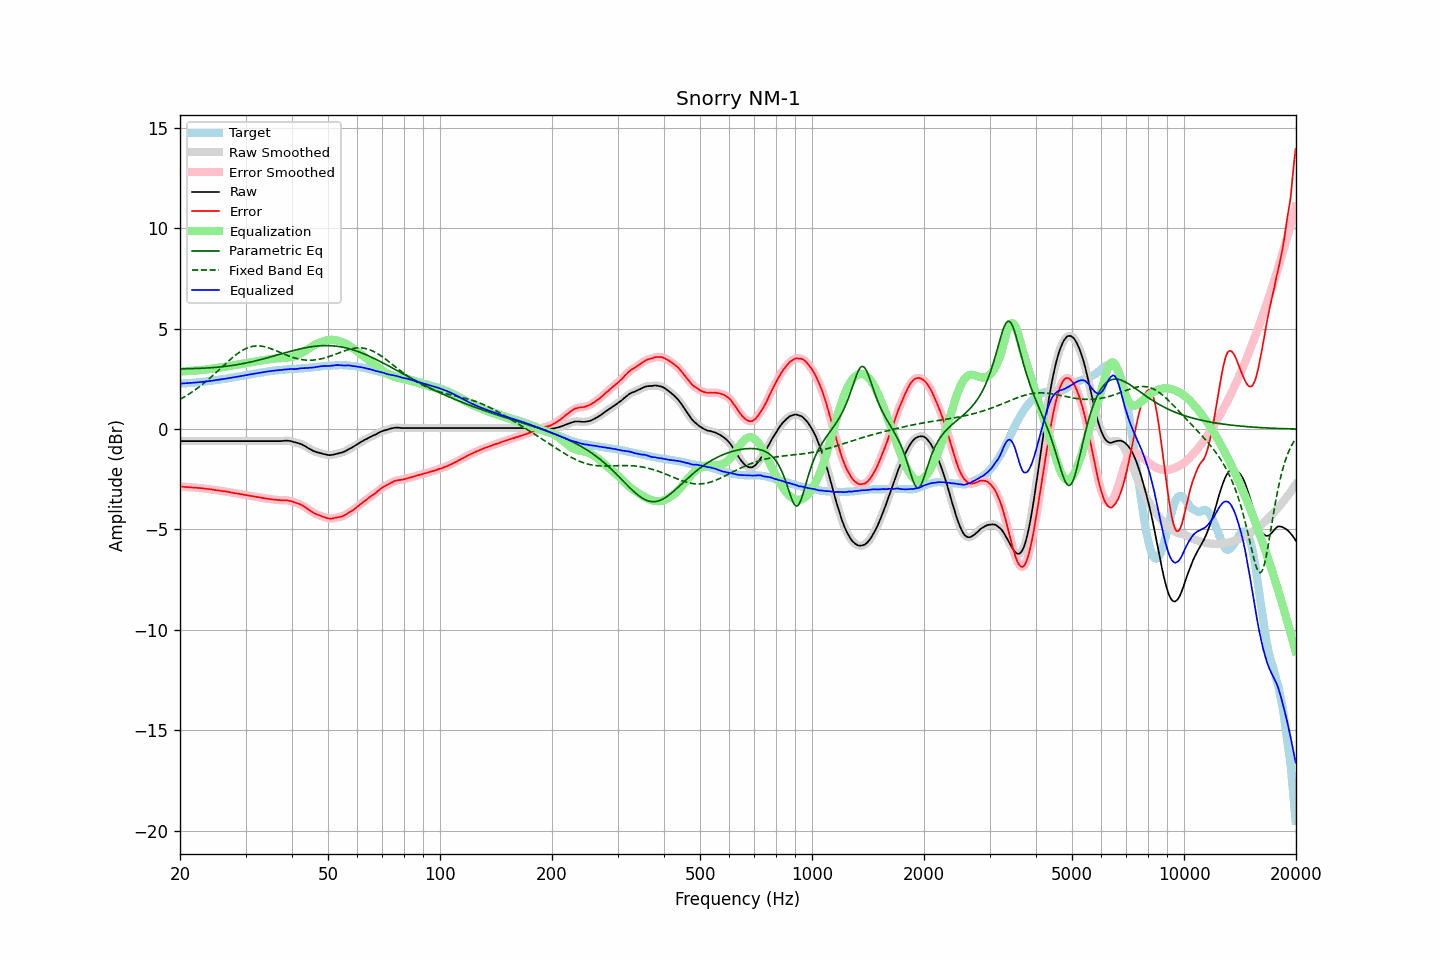 Snorry NM-1
Target
Raw Smoothed
Error Smoothed
Raw
Error
Equalization
Parametric Eq
Fixed Band Eq
Equalized
15
10
5
0
−5
−10
−15
−20
Amplitude (dBr)
20 50 100 200 500 1000 2000 5000 10000 20000
Frequency (Hz)